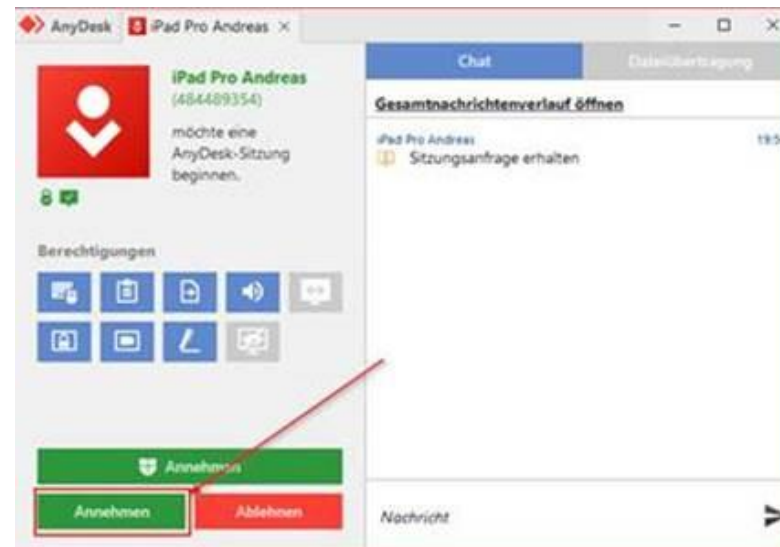 AnyDesk
iPad Pro Andreas
iPad Pro Andreas
(484489354)
möchte eine
AnyDesk-Sitzung
beginnen.
Berechtigungen
Annehmen
Annehmen
Ablehnen
Chat
Dateiübertragung
Gesamtnachrichtenverlauf öffnen
iPad Pro Andreas
Sitzungsanfrage erhalten
Nachricht